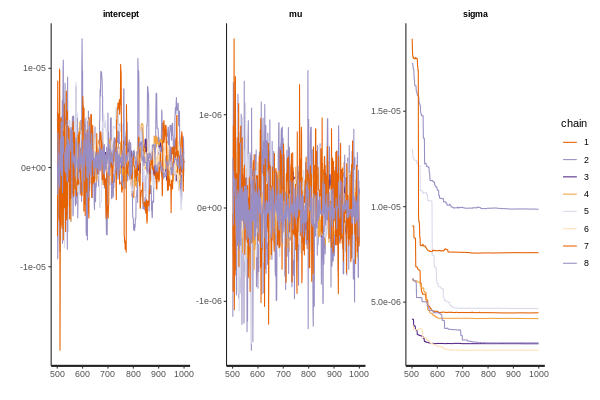 intercept mu sigma
1e-05
0e+00
-1e-05
1e-06
0e+00
-1e-06
1.5e-05
1.0e-05
5.0e-06
500 600 700 800 900 1000
500 600 700 800 900 1000
500 600 700 800 900 1000
chain
1
2
3
4
5
6
7
8